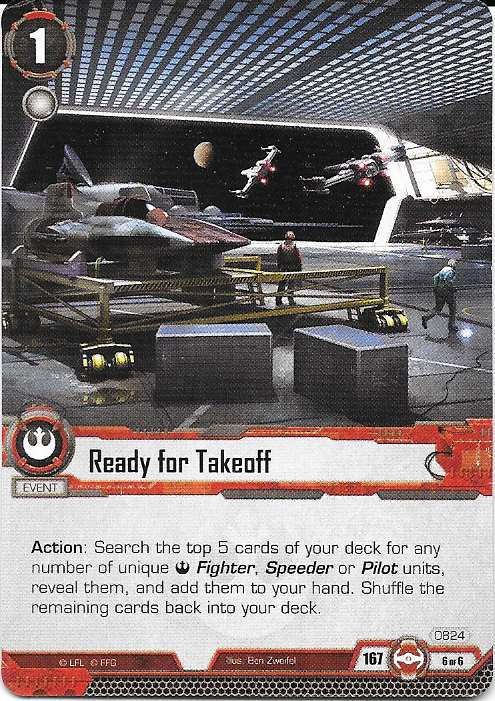 1
Ready for Takeoff
EVENT
Action: Search the top 5 cards of your deck for any
number of unique Fighter, Speeder or Pilot units,
reveal them, and add them to your hand. Shuffle the
remaining cards back into your deck.
0824
© LFL © FFG
Illus. Ben Zweifel
167
6 OF 6